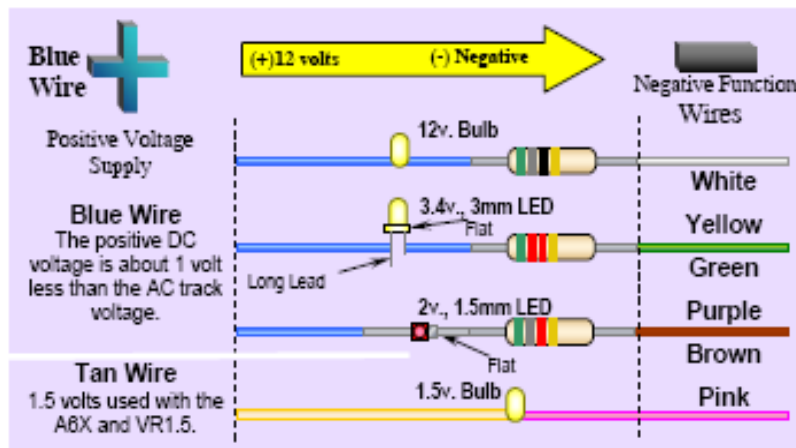 Blue
Wire
(+)12 volts
(-) Negative
Negative Function
Wires
Positive Voltage
Supply
12v. Bulb
White
Blue Wire
The positive DC
voltage is about 1 volt
less than the AC track
voltage.
3.4v., 3mm LED
Flat
Long Lead
Yellow
Green
2v., 1.5mm LED
Flat
Purple
Brown
Tan Wire
1.5 volts used with the
A6X and VR1.5.
1.5v. Bulb
Pink